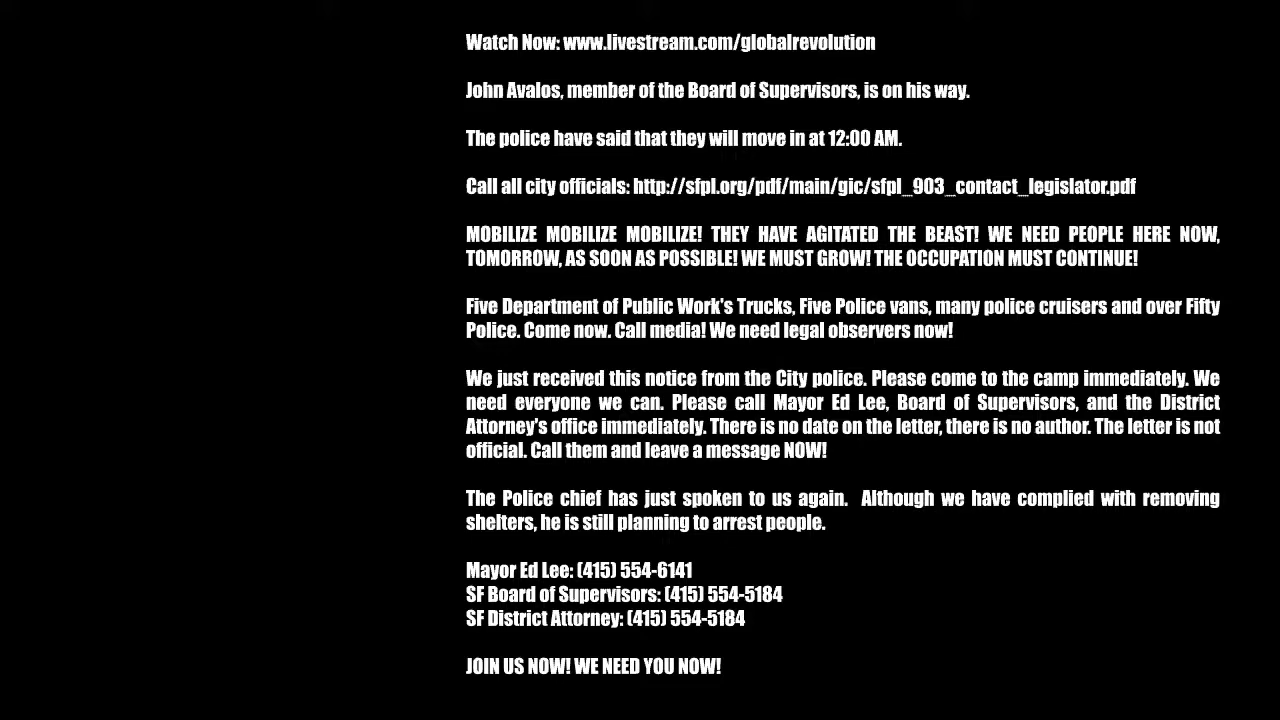 Watch Now: www.livestream.com/globalrevolution
John Avalos, member of the Board of Supervisors, is on his way.
The police have said that they will move in at 12:00 AM.
Call all city officials: http://sfpl.org/pdf/main/gic/sfpl_903_contact_legislator.pdf
MOBILIZE MOBILIZE MOBILIZE! THEY HAVE AGITATED THE BEAST! WE NEED PEOPLE HERE NOW,
TOMORROW, AS SOON AS POSSIBLE! WE MUST GROW! THE OCCUPATION MUST CONTINUE!
Five Department of Public Work's Trucks, Five Police vans, many police cruisers and over Fifty
Police. Come now. Call media! We need legal observers now!
We just received this notice from the City police. Please come to the camp immediately. We
need everyone we can. Please call Mayor Ed Lee, Board of Supervisors, and the District
Attorney's office immediately. There is no date on the letter, there is no author. The letter is not
official. Call them and leave a message NOW!
The Police chief has just spoken to us again.  Although we have complied with removing
shelters, he is still planning to arrest people.
Mayor Ed Lee: (415) 554-6141
SF Board of Supervisors: (415) 554-5184
SF District Attorney: (415) 554-5184
JOIN US NOW! WE NEED YOU NOW!